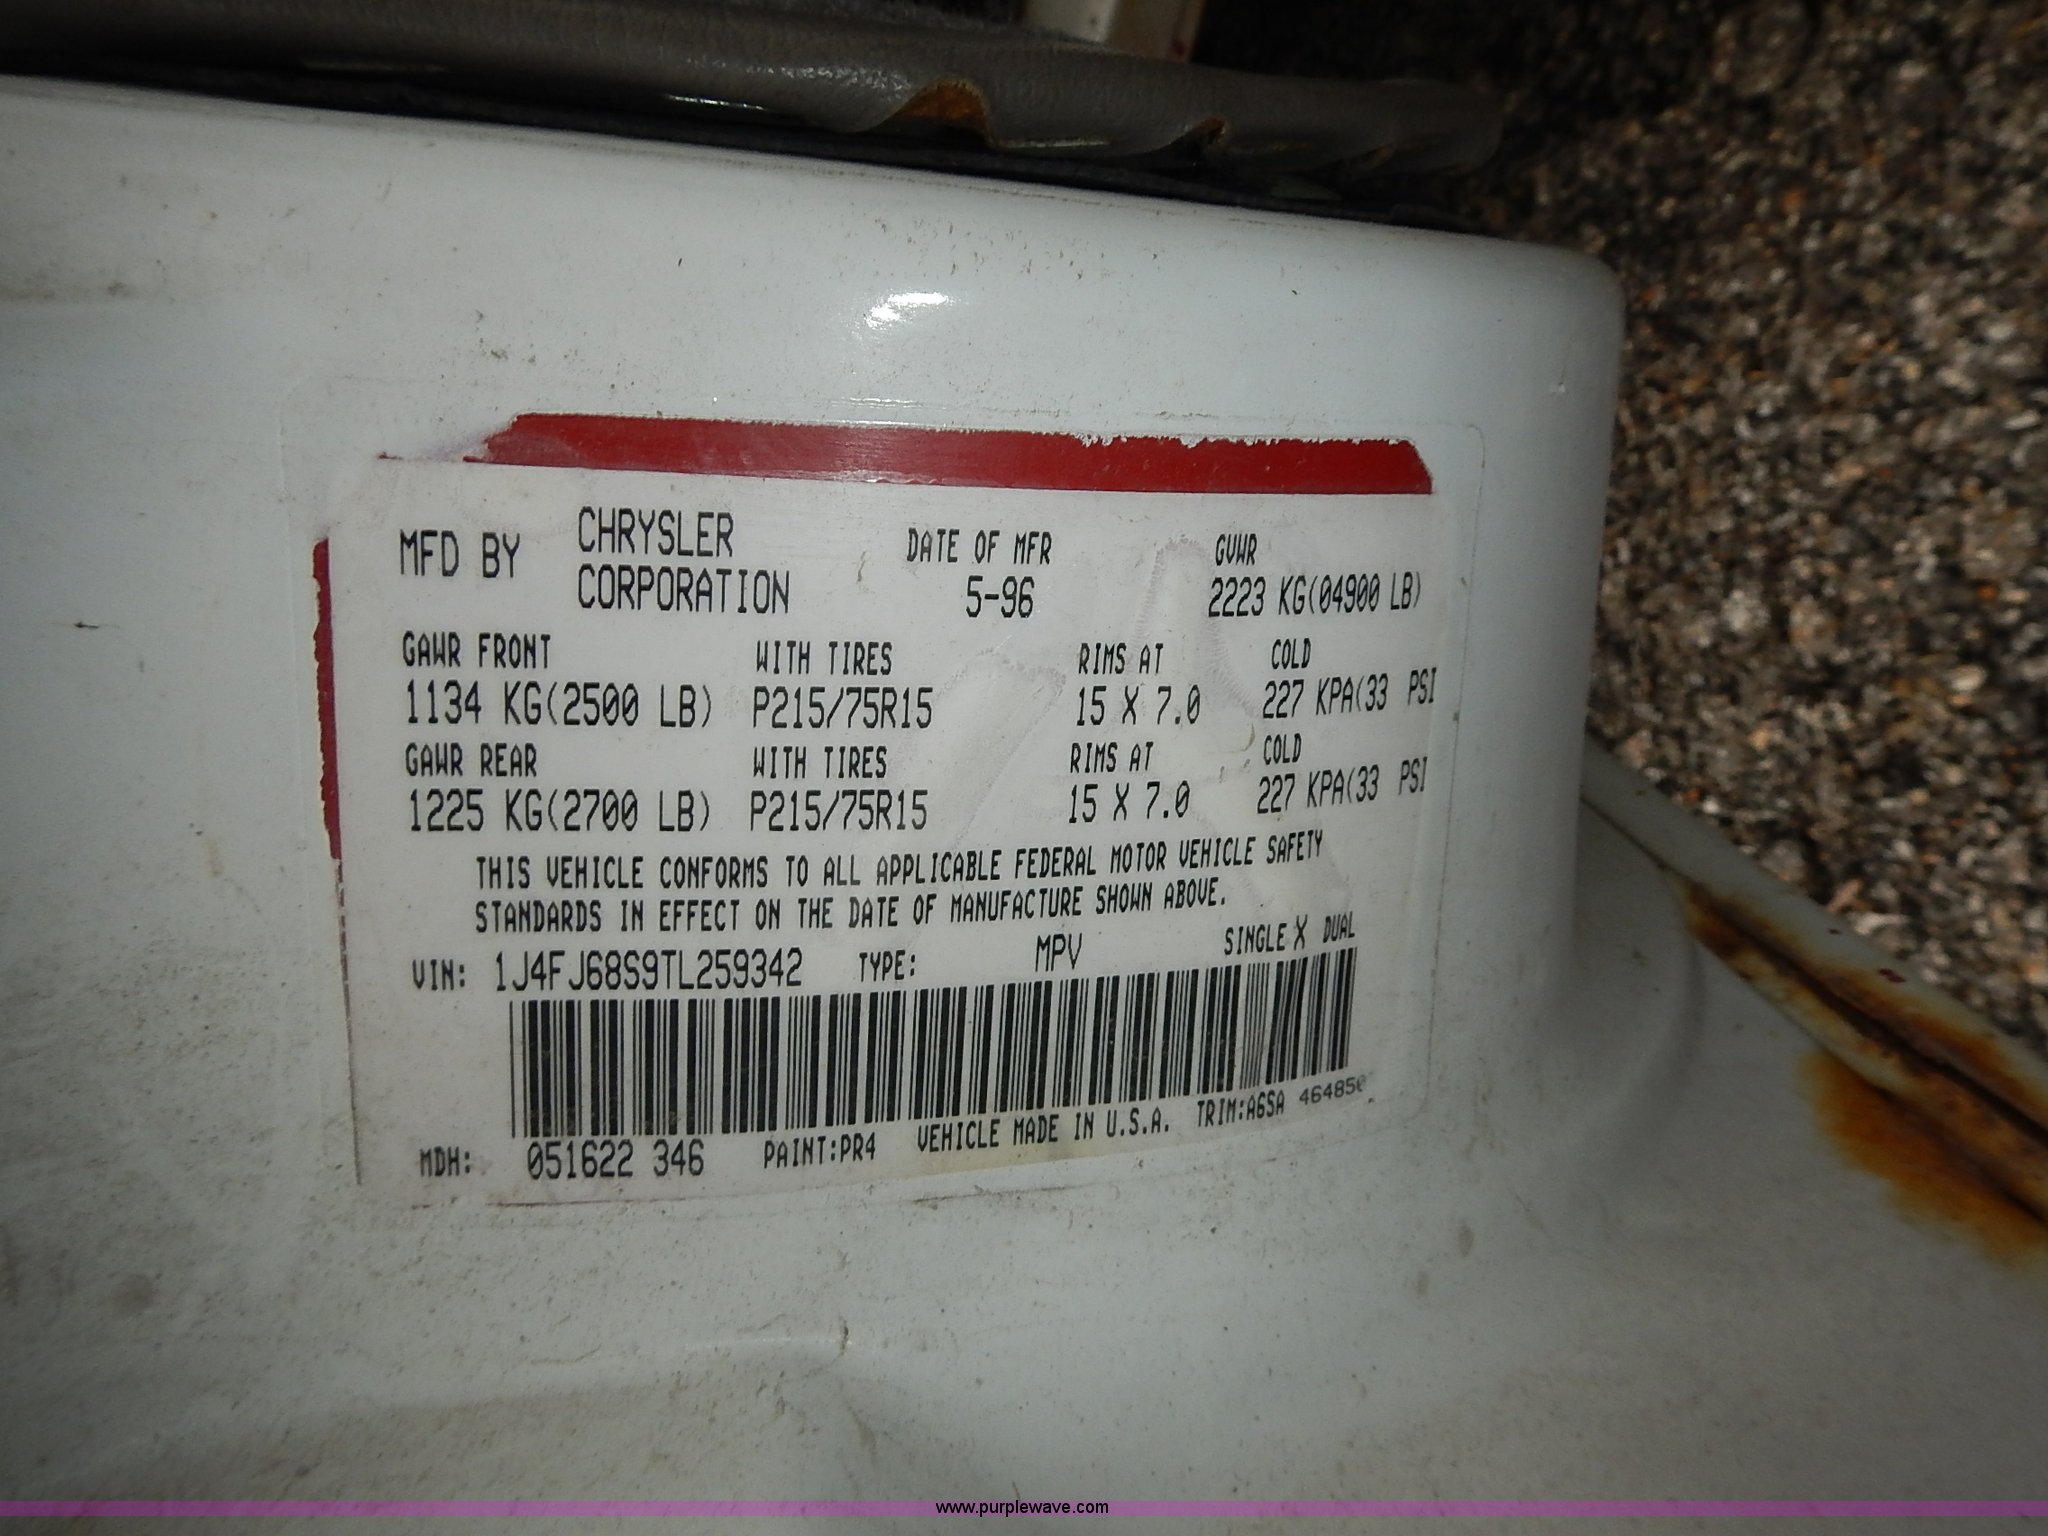 MFD BY CHRYSLER CORPORATION DATE OF MFR 5-96 GVWR 2223 KG(04900 LB)
GAWR FRONT WITH TIRES RIMS AT COLD
1134 KG(2500 LB) P215/75R15 15 X 7.0 227 KPA(33 PSI
GAWR REAR WITH TIRES RIMS AT COLD
1225 KG(2700 LB) P215/75R15 15 X 7.0 227 KPA(33 PSI
THIS VEHICLE CONFORMS TO ALL APPLICABLE FEDERAL MOTOR VEHICLE SAFETY
STANDARDS IN EFFECT ON THE DATE OF MANUFACTURE SHOWN ABOVE.
VIN: 1J4FJ68S9TL259342 TYPE: MPV SINGLE X DUAL
MDH: 051622 346 PAINT:PR4 VEHICLE MADE IN U.S.A. TRIM:A6SA 464850
www.purplewave.com